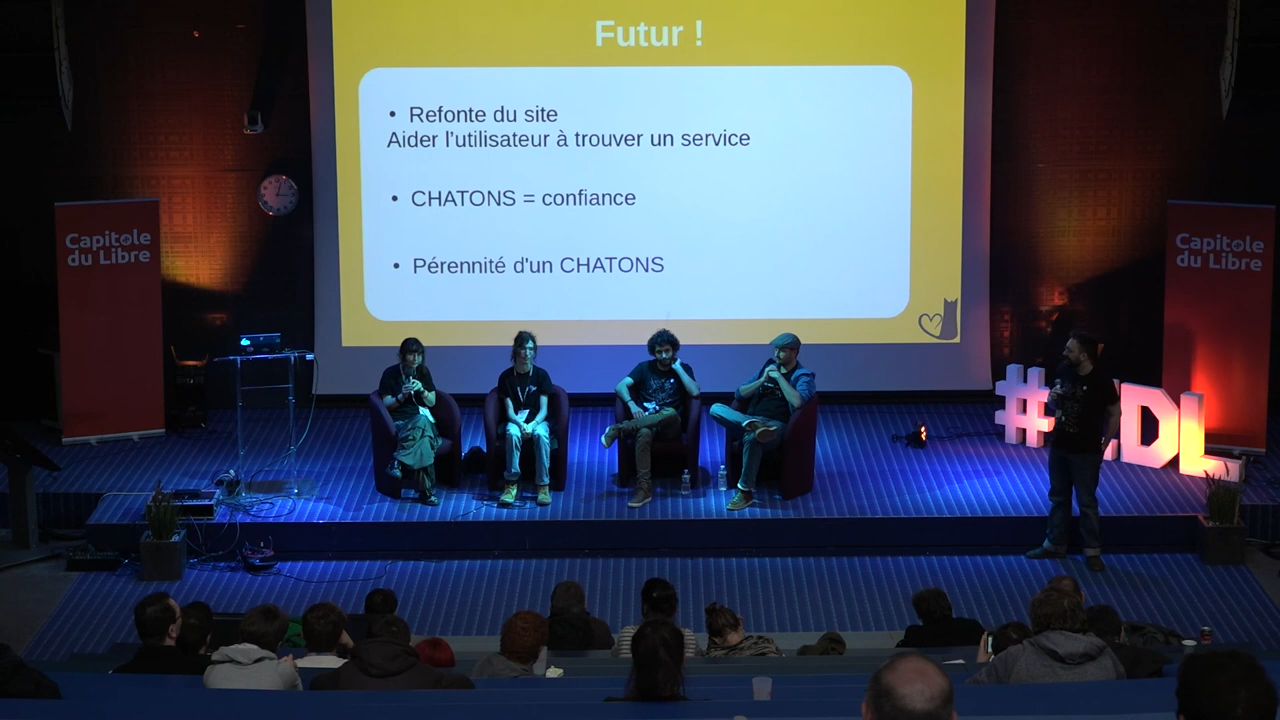 Futur !
• Refonte du site
Aider l'utilisateur à trouver un service
• CHATONS = confiance
• Pérennité d'un CHATONS
Capitole
du Libre
Capitole
du Libre
#CDL